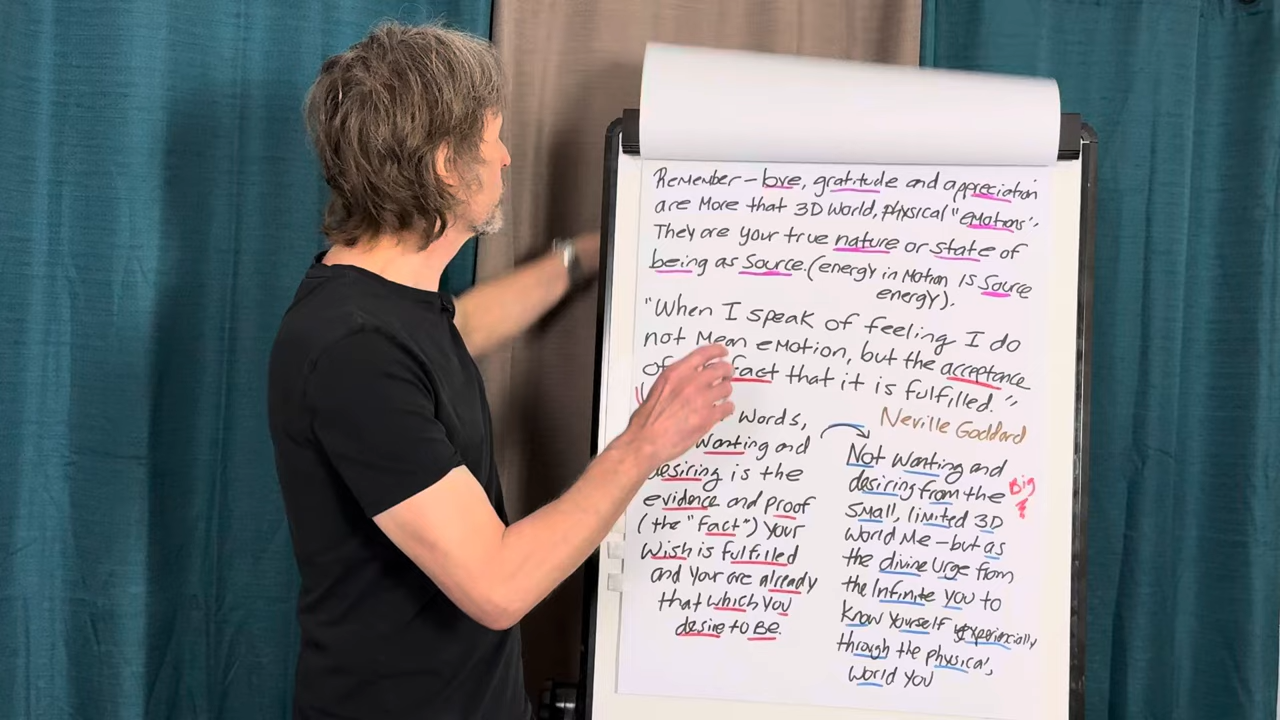 Remember - love, gratitude and appreciation
are More that 3D World, physical "eMotions",
They are your true nature or state of
being as Source. (energy in Motion is Source
energy).
"When I speak of feeling I do
not Mean eMotion, but the acceptance
of fact that it is fulfilled."
Neville Goddard
words,
wanting and
desiring is the
evidence and proof
(the "Fact") your
Wish is fulfilled
and your are already
that which you
desire to Be.
Not wanting and
desiring from the
Big
I
Small, limited 3D
World Me - but as
the divine Urge from
the Infinite you to
know yourself experiencially
through the physical,
world you